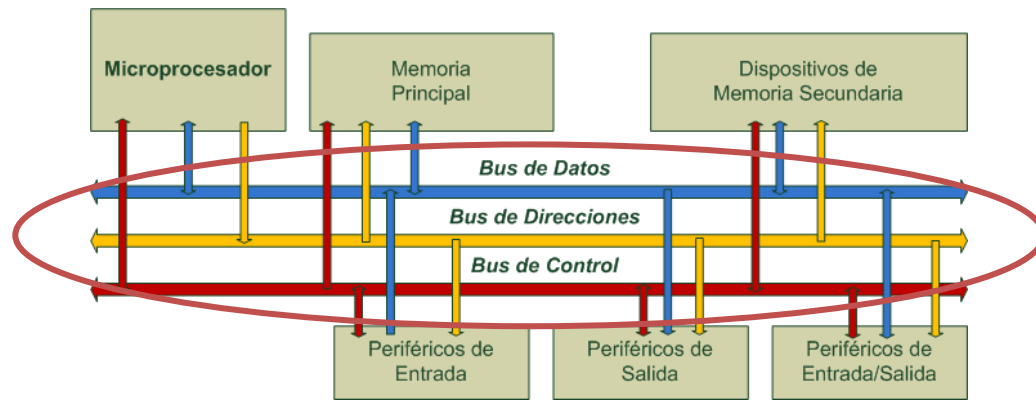 Microprocesador
Memoria
Principal
Dispositivos de
Memoria Secundaria
Bus de Datos
Bus de Direcciones
Bus de Control
Periféricos de
Entrada
Periféricos de
Salida
Periféricos de
Entrada/Salida